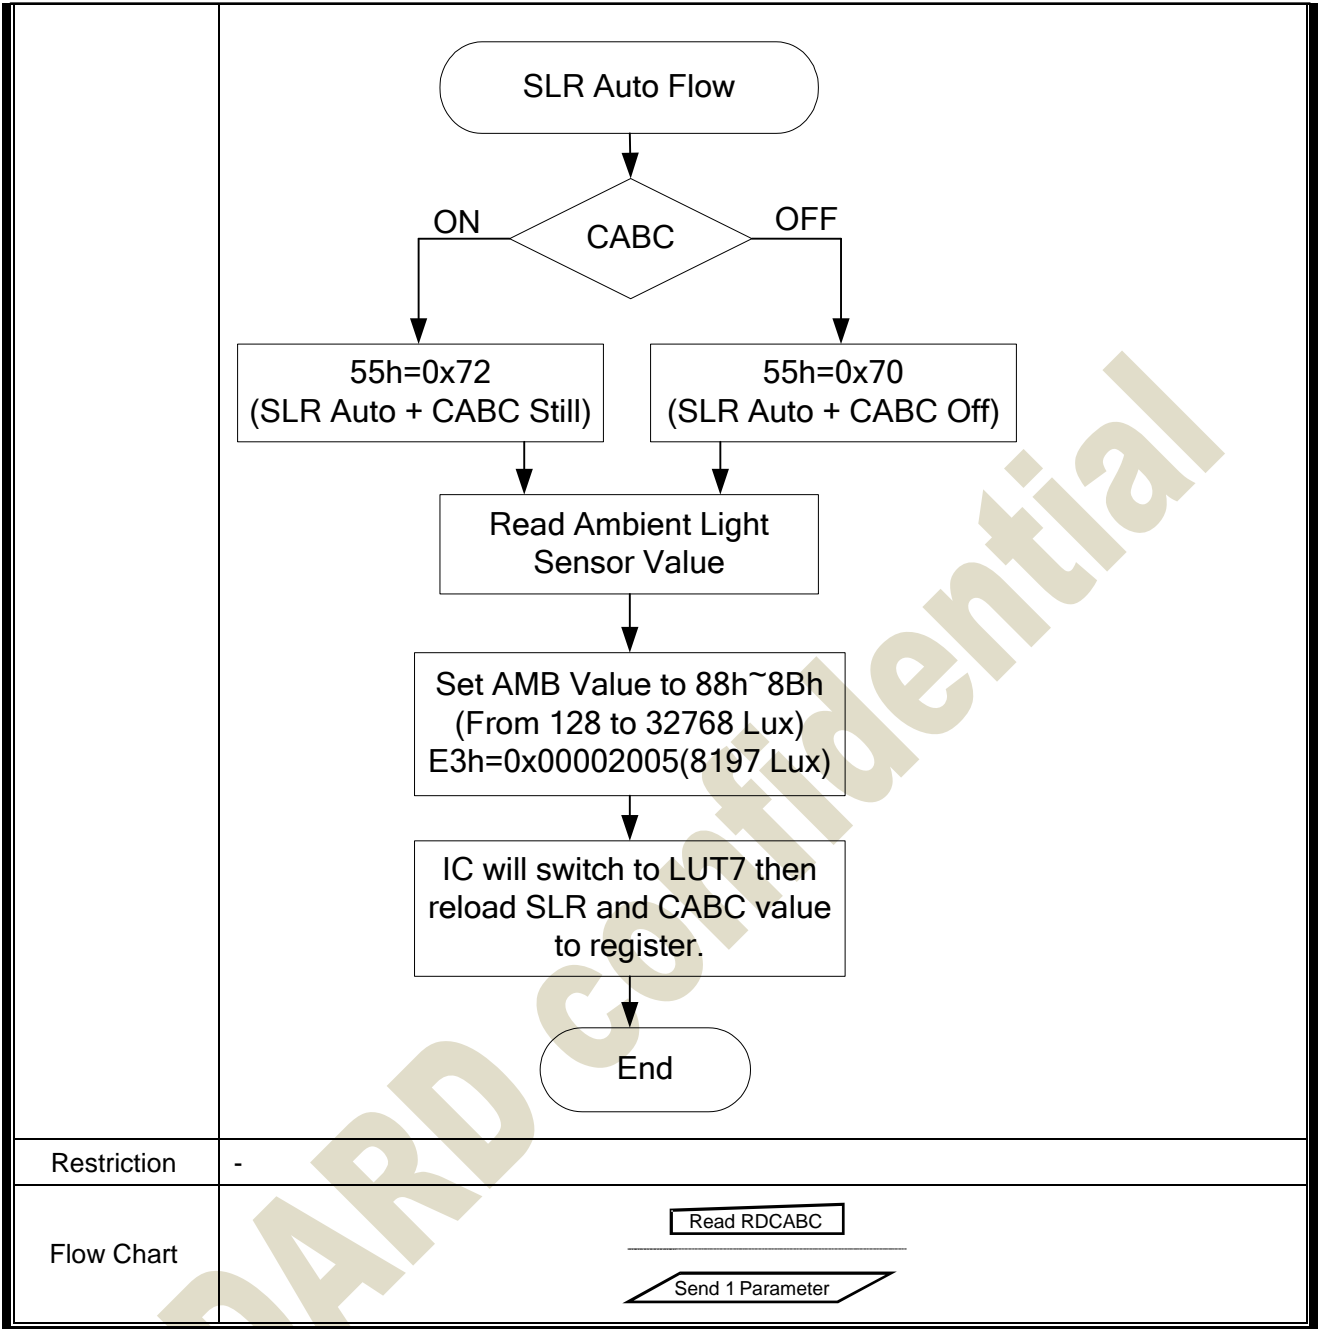 SLR Auto Flow
CABC
ON
OFF
55h=0x72
(SLR Auto + CABC Still)
55h=0x70
(SLR Auto + CABC Off)
Read Ambient Light
Sensor Value
Set AMB Value to 88h~8Bh
(From 128 to 32768 Lux)
E3h=0x00002005(8197 Lux)
IC will switch to LUT7 then
reload SLR and CABC value
to register.
End
Restriction
-
Flow Chart
Read RDCABC
Send 1 Parameter
DARD confidential